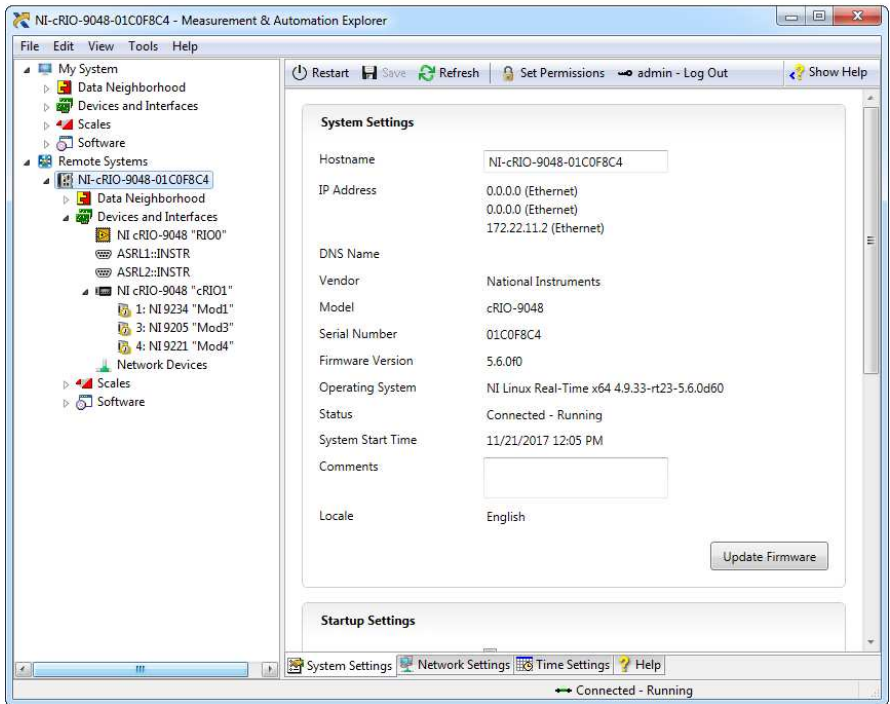 NI-cRIO-9048-01C0F8C4 - Measurement & Automation Explorer
File Edit View Tools Help
My System
Data Neighborhood
Devices and Interfaces
Scales
Software
Remote Systems
NI-cRIO-9048-01C0F8C4
Data Neighborhood
Devices and Interfaces
NI cRIO-9048 "RIO0"
ASRL1::INSTR
ASRL2::INSTR
NI cRIO-9048 "cRIO1"
1: NI 9234 "Mod1"
3: NI 9205 "Mod3"
4: NI 9221 "Mod4"
Network Devices
Scales
Software
Restart Save Refresh Set Permissions admin - Log Out Show Help
System Settings
Hostname NI-cRIO-9048-01C0F8C4
IP Address 0.0.0.0 (Ethernet)
0.0.0.0 (Ethernet)
172.22.11.2 (Ethernet)
DNS Name
Vendor National Instruments
Model cRIO-9048
Serial Number 01C0F8C4
Firmware Version 5.6.0f0
Operating System NI Linux Real-Time x64 4.9.33-rt23-5.6.0d60
Status Connected - Running
System Start Time 11/21/2017 12:05 PM
Comments
Locale English
Update Firmware
Startup Settings
System Settings Network Settings Time Settings Help
Connected - Running